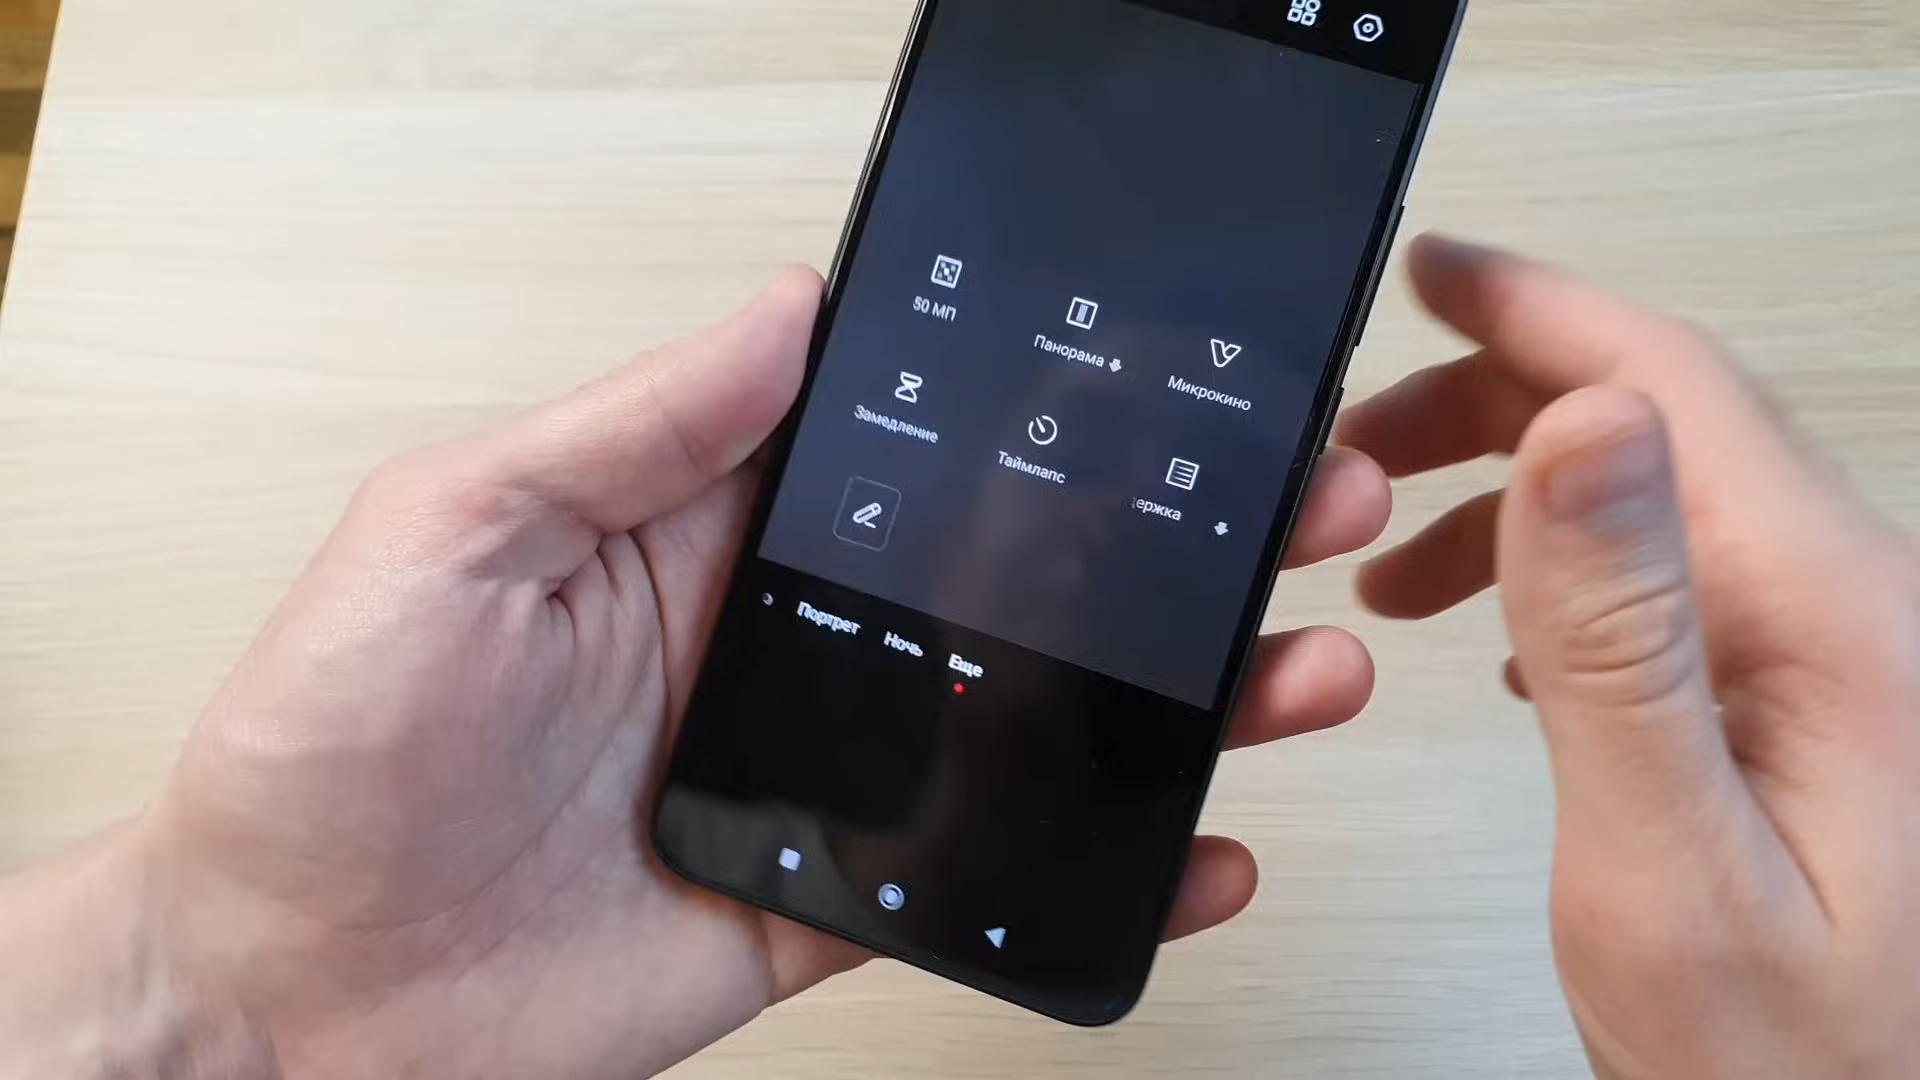 50 МП
Панорама
Микрокино
Замедление
Таймлапс
ержка
Портрет
Ночь
Еще